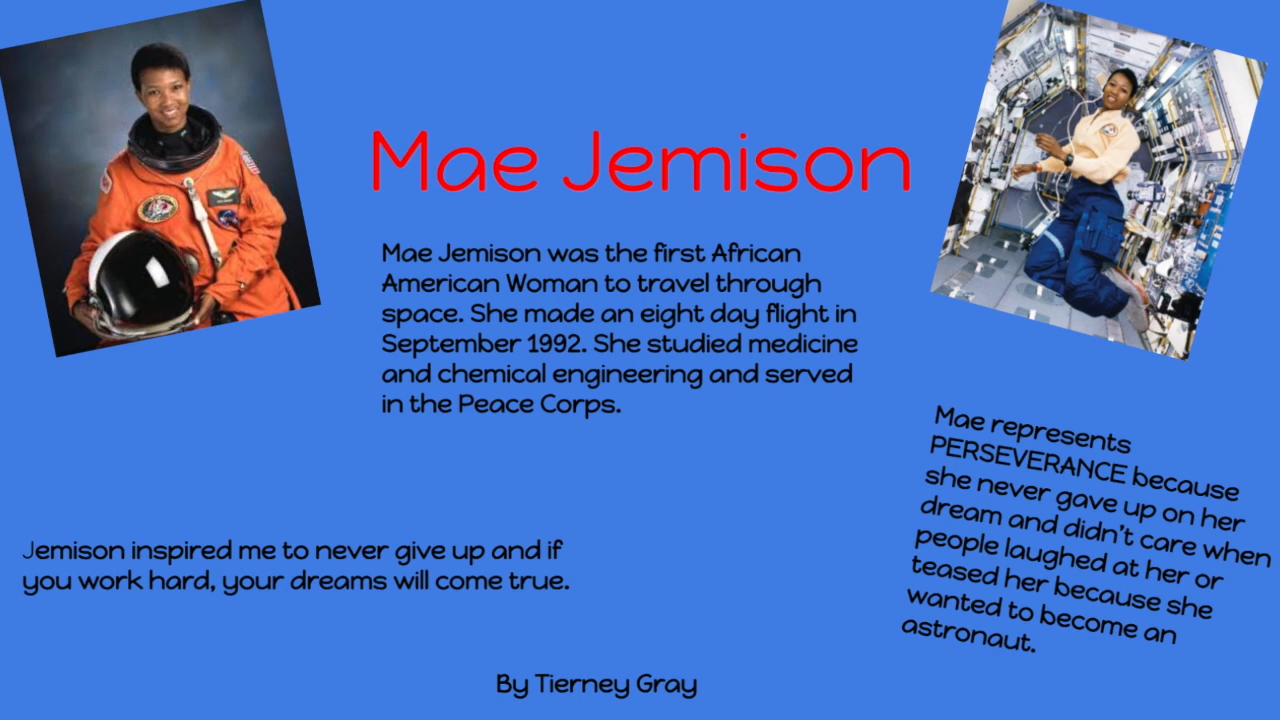 Mae Jemison
Mae Jemison was the first African
American Woman to travel through
space. She made an eight day flight in
September 1992. She studied medicine
and chemical engineering and served
in the Peace Corps.
Mae represents
PERSEVERANCE because
she never gave up on her
dream and didn't care when
people laughed at her or
teased her because she
wanted to become an
astronaut.
Jemison inspired me to never give up and if
you work hard, your dreams will come true.
By Tierney Gray